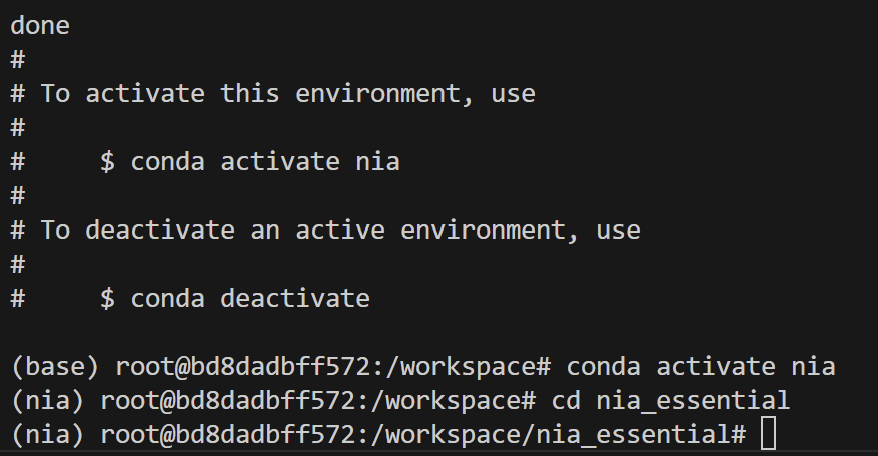 done
#
# To activate this environment, use
#
#     $ conda activate nia
#
# To deactivate an active environment, use
#
#     $ conda deactivate

(base) root@bd8dadbff572:/workspace# conda activate nia
(nia) root@bd8dadbff572:/workspace# cd nia_essential
(nia) root@bd8dadbff572:/workspace/nia_essential#